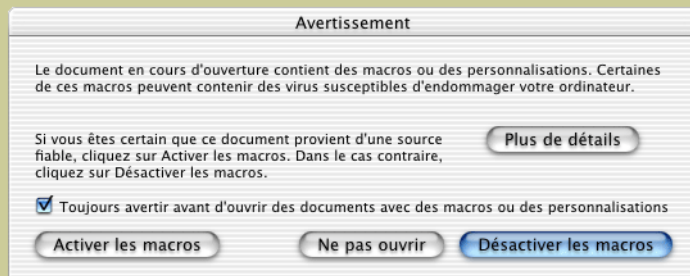 Avertissement
Le document en cours d'ouverture contient des macros ou des personnalisations. Certaines
de ces macros peuvent contenir des virus susceptibles d'endommager votre ordinateur.
Si vous êtes certain que ce document provient d'une source
fiable, cliquez sur Activer les macros. Dans le cas contraire,
cliquez sur Désactiver les macros.
Plus de détails
Toujours avertir avant d'ouvrir des documents avec des macros ou des personnalisations
Activer les macros
Ne pas ouvrir
Désactiver les macros